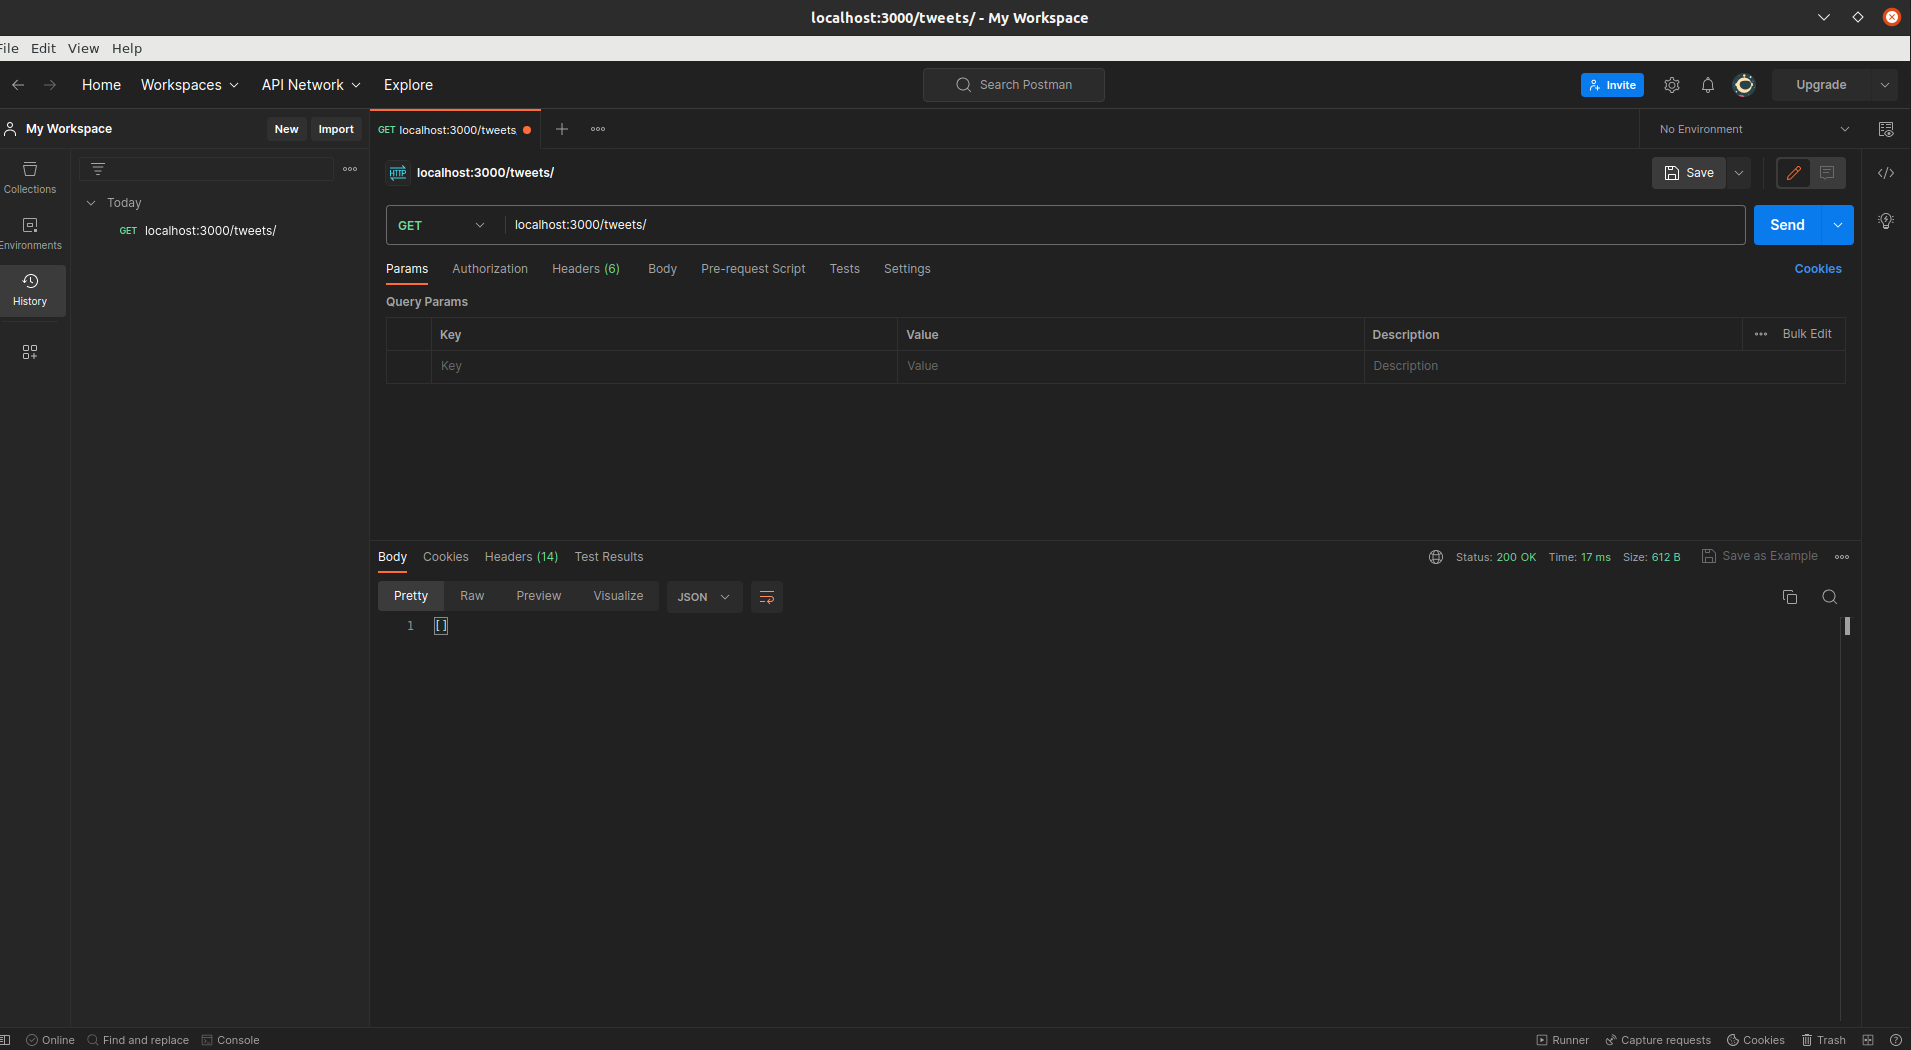 localhost:3000/tweets/ - My Workspace
File Edit View Help
Home Workspaces API Network Explore
Search Postman
Invite
Upgrade
My Workspace
New Import
GET localhost:3000/tweets
No Environment
Collections
Environments
History
Today
GET localhost:3000/tweets/
HTTP localhost:3000/tweets/
Save
GET localhost:3000/tweets/
Send
Params Authorization Headers (6) Body Pre-request Script Tests Settings
Cookies
Query Params
Key Value Description Bulk Edit
Key Value Description
Body Cookies Headers (14) Test Results
Status: 200 OK Time: 17 ms Size: 612 B Save as Example
Pretty Raw Preview Visualize JSON
1 []
Online Find and replace Console
Runner Capture requests Cookies Trash